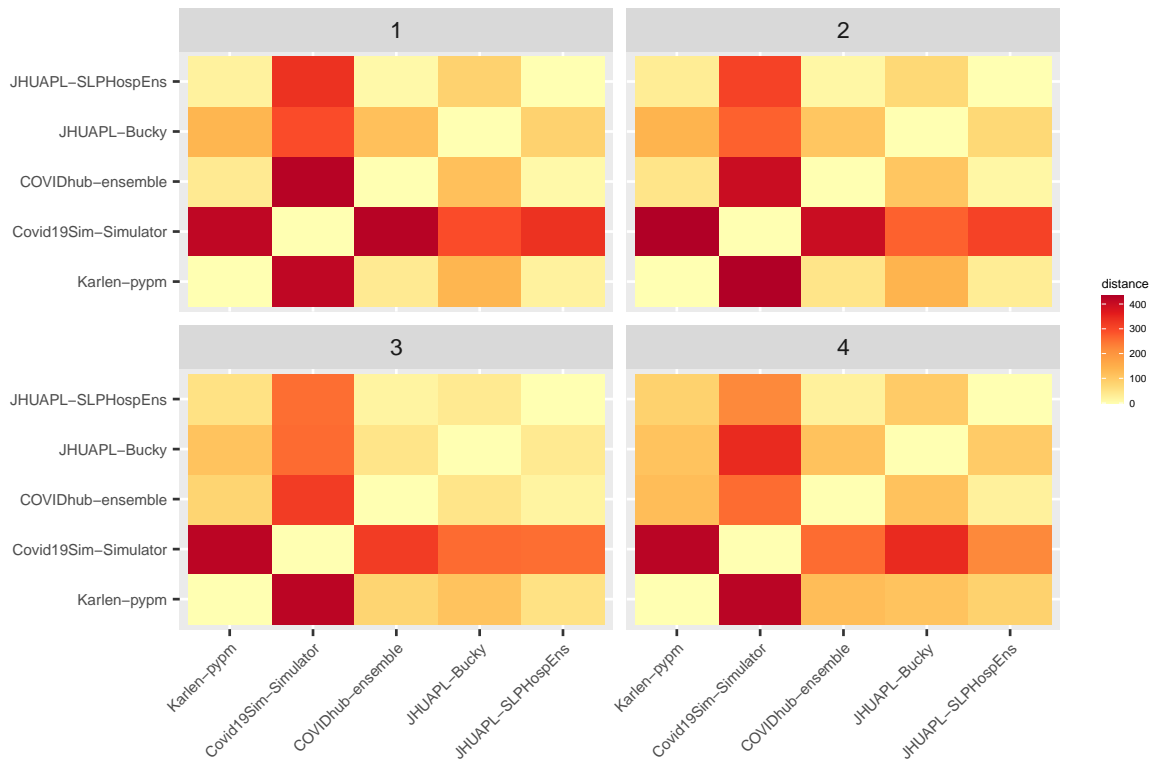 1
2
JHUAPL−SLPHospEns
JHUAPL−Bucky
COVIDhub−ensemble
Covid19Sim−Simulator
Karlen−pypm
distance
400
300
200
100
0
3
4
JHUAPL−SLPHospEns
JHUAPL−Bucky
COVIDhub−ensemble
Covid19Sim−Simulator
Karlen−pypm
Karlen−pypm
Covid19Sim−Simulator
COVIDhub−ensemble
JHUAPL−Bucky
JHUAPL−SLPHospEns
Karlen−pypm
Covid19Sim−Simulator
COVIDhub−ensemble
JHUAPL−Bucky
JHUAPL−SLPHospEns